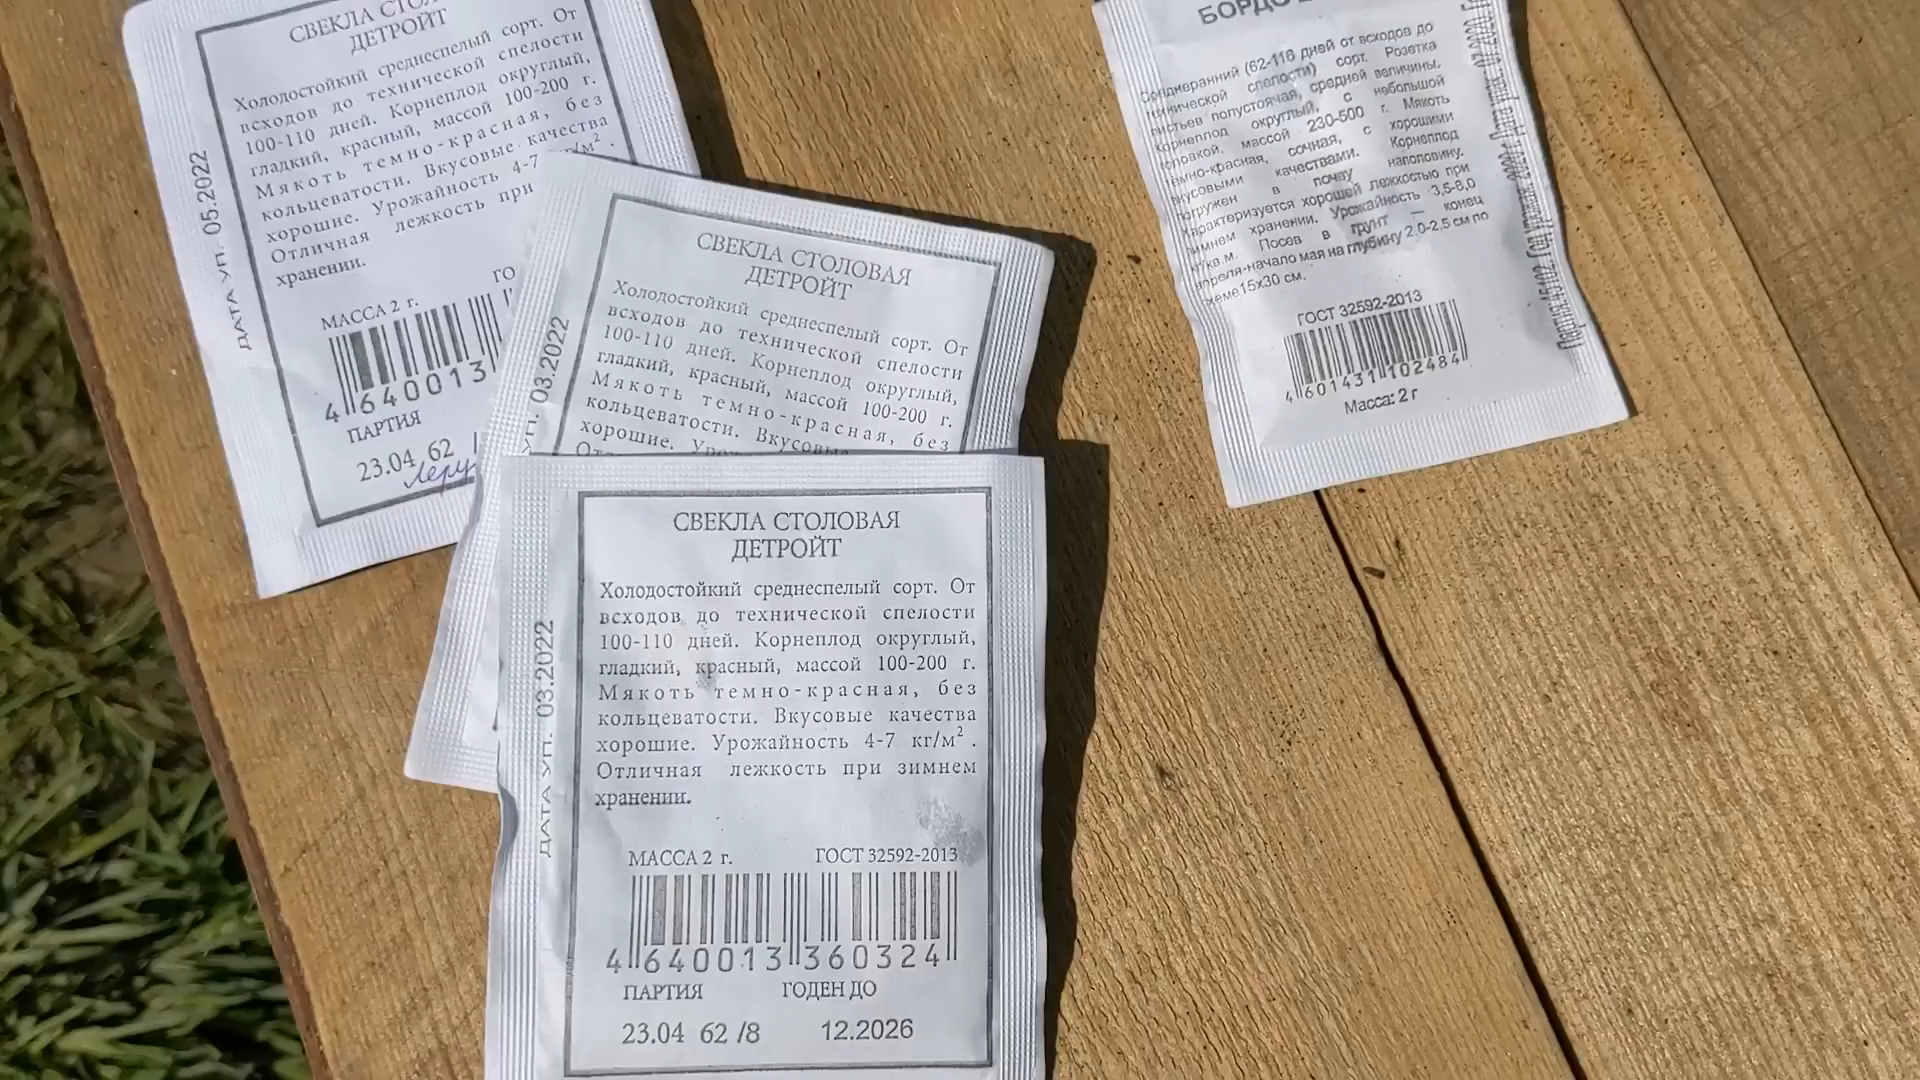 СВЕКЛА
ДЕТРОЙТ
Холодостойкий среднеспелый сорт. От
всходов до технической спелости
100-110 дней. Корнеплод округлый,
гладкий, красный, массой 100-200 г.
Мякоть темно-красная, без
кольцеватости. Вкусовые качества
хорошие. Урожайность 4-7 кг/м².
Отличная лежкость при
хранении.
МАССА 2 г. ГО
4 640013
ПАРТИЯ
23.04 62 /
ДАТА УП. 05.2022
СВЕКЛА СТОЛОВАЯ
ДЕТРОЙТ
Холодостойкий среднеспелый сорт. От
всходов до технической спелости
100-110 дней. Корнеплод округлый,
гладкий, красный, массой 100-200 г.
Мякоть темно-красная, без
кольцеватости. Вкусовые
хорошие.
УП. 03.2022
СВЕКЛА СТОЛОВАЯ
ДЕТРОЙТ
Холодостойкий среднеспелый сорт. От
всходов до технической спелости
100-110 дней. Корнеплод округлый,
гладкий, красный, массой 100-200 г.
Мякоть темно-красная, без
кольцеватости. Вкусовые качества
хорошие. Урожайность 4-7 кг/м².
Отличная лежкость при зимнем
хранении.
МАССА 2 г. ГОСТ 32592-2013
4 640013 360324
ПАРТИЯ ГОДЕН ДО
23.04 62 /8 12.2026
ДАТА УП. 03.2022
БОРДО
Среднеранний (62-116 дней от всходов до
технической спелости) сорт. Розетка
листьев полустоячая, средней величины.
Корнеплод округлый, с небольшой
головкой, массой 230-500 г. Мякоть
темно-красная, сочная, с хорошими
вкусовыми качествами. Корнеплод
погружен в почву наполовину.
Характеризуется хорошей лежкостью при
зимнем хранении. Урожайность 3,5-8,0
кг/кв.м. Посев в грунт — конец
апреля-начало мая на глубину 2,0-2,5 см по
схеме 15х30 см.
ГОСТ 32592-2013
4 601431 102484
Масса: 2 г